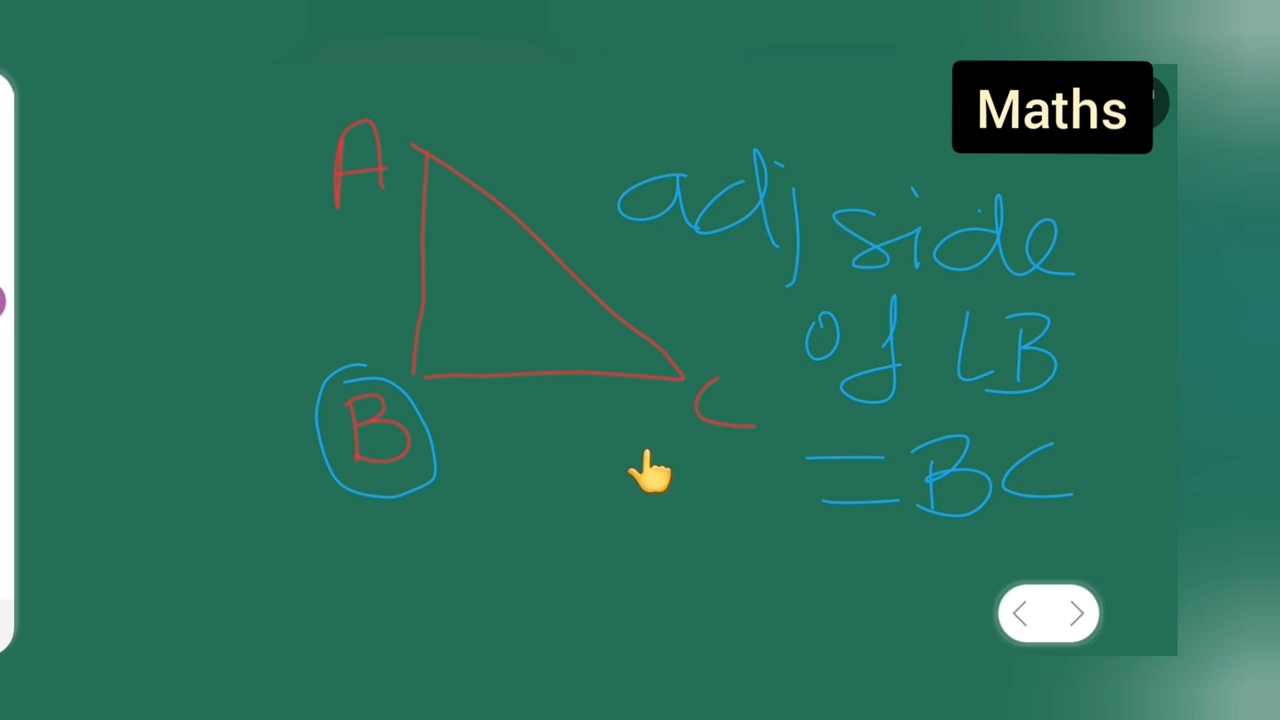 Maths
A
adj side
of ∠B
B
C
= BC